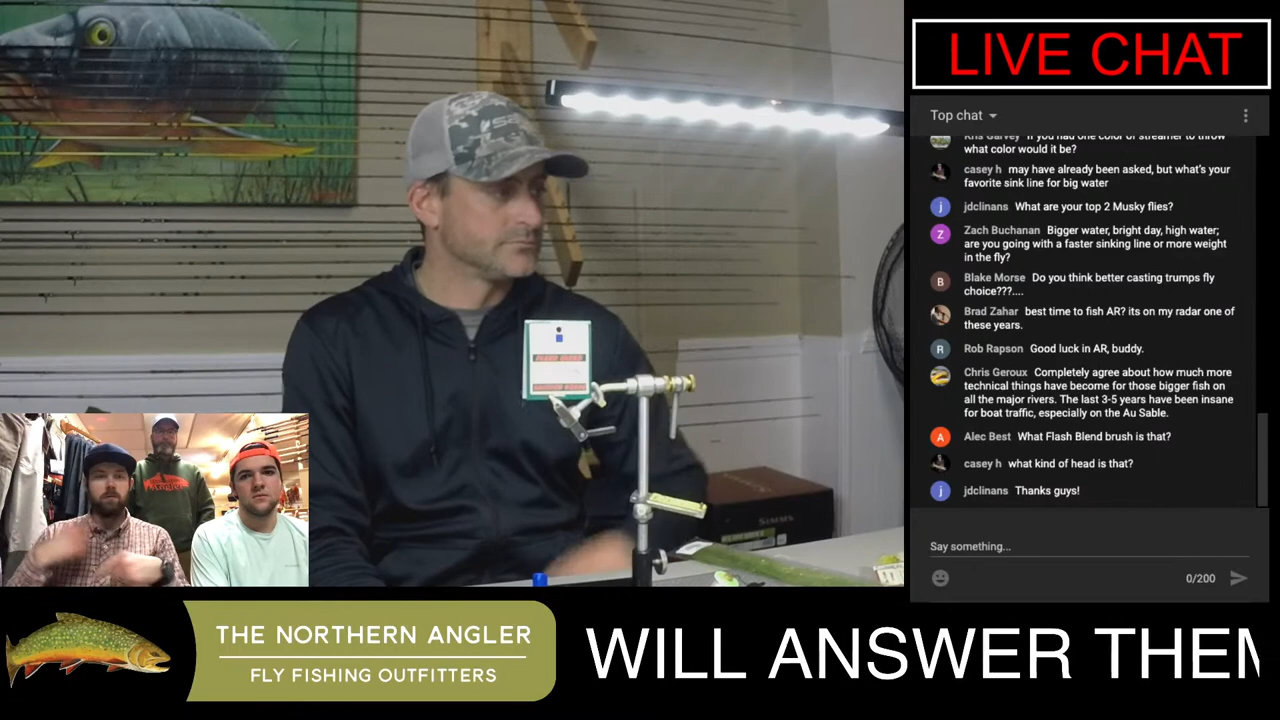 LIVE CHAT
Top chat
Kris Garvey If you had one color of streamer to throw
what color would it be?
casey h may have already been asked, but what's your
favorite sink line for big water
j jdclinans What are your top 2 Musky flies?
Z Zach Buchanan Bigger water, bright day, high water;
are you going with a faster sinking line or more weight
in the fly?
B Blake Morse Do you think better casting trumps fly
choice???....
Brad Zahar best time to fish AR? its on my radar one of
these years.
R Rob Rapson Good luck in AR, buddy.
Chris Geroux Completely agree about how much more
technical things have become for those bigger fish on
all the major rivers. The last 3-5 years have been insane
for boat traffic, especially on the Au Sable.
A Alec Best What Flash Blend brush is that?
casey h what kind of head is that?
j jdclinans Thanks guys!
Say something...
0/200
SIMMS
THE NORTHERN ANGLER
FLY FISHING OUTFITTERS
WILL ANSWER THEM